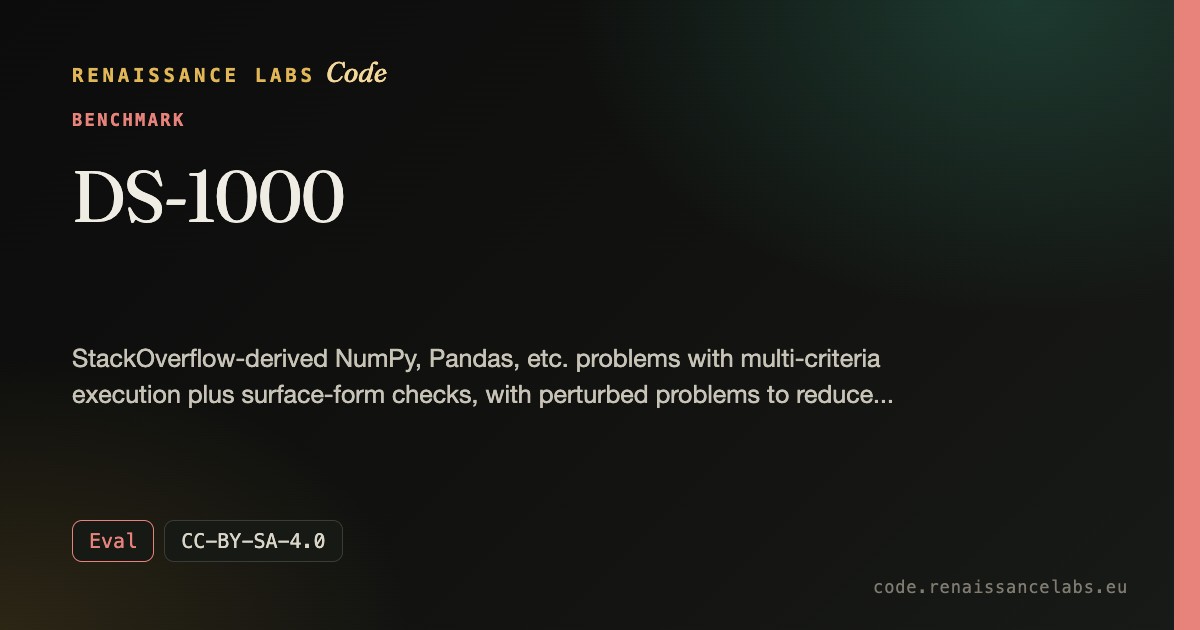 RENAISSANCE LABS Code
BENCHMARK
DS-1000
StackOverflow-derived NumPy, Pandas, etc. problems with multi-criteria
execution plus surface-form checks, with perturbed problems to reduce...
Eval CC-BY-SA-4.0
code.renaissancelabs.eu